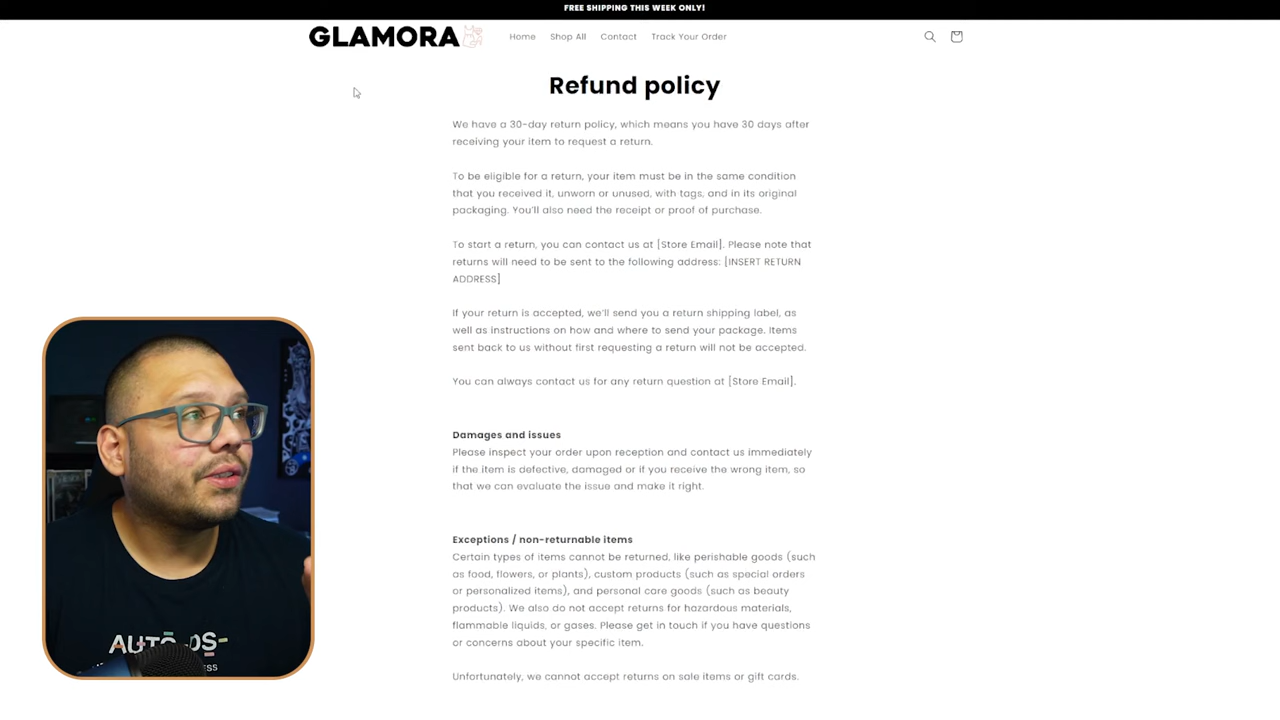 FREE SHIPPING THIS WEEK ONLY!
GLAMORA
Home Shop All Contact Track Your Order
Refund policy
We have a 30-day return policy, which means you have 30 days after
receiving your item to request a return.
To be eligible for a return, your item must be in the same condition
that you received it, unworn or unused, with tags, and in its original
packaging. You'll also need the receipt or proof of purchase.
To start a return, you can contact us at [Store Email]. Please note that
returns will need to be sent to the following address: [INSERT RETURN
ADDRESS]
If your return is accepted, we'll send you a return shipping label, as
well as instructions on how and where to send your package. Items
sent back to us without first requesting a return will not be accepted.
You can always contact us for any return question at [Store Email].
Damages and issues
Please inspect your order upon reception and contact us immediately
if the item is defective, damaged or if you receive the wrong item, so
that we can evaluate the issue and make it right.
Exceptions / non-returnable items
Certain types of items cannot be returned, like perishable goods (such
as food, flowers, or plants), custom products (such as special orders
or personalized items), and personal care goods (such as beauty
products). We also do not accept returns for hazardous materials,
flammable liquids, or gases. Please get in touch if you have questions
or concerns about your specific item.
Unfortunately, we cannot accept returns on sale items or gift cards.